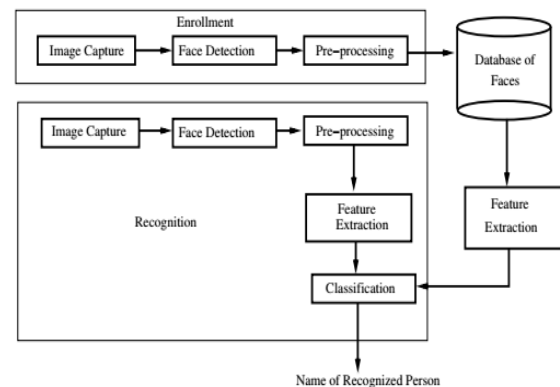 Enrollment
Image Capture
Face Detection
Pre-processing
Database of
Faces
Image Capture
Face Detection
Pre-processing
Recognition
Feature
Extraction
Feature
Extraction
Classification
Name of Recognized Person